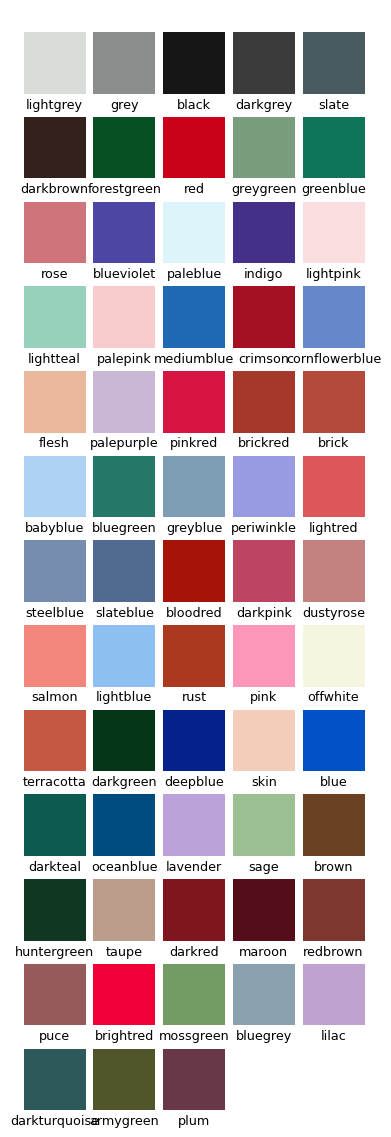 lightgrey grey black darkgrey slate
darkbrown forestgreen red greygreen greenblue
rose blueviolet paleblue indigo lightpink
lightteal palepink mediumblue crimson cornflowerblue
flesh palepurple pinkred brickred brick
babyblue bluegreen greyblue periwinkle lightred
steelblue slateblue bloodred darkpink dustyrose
salmon lightblue rust pink offwhite
terracotta darkgreen deepblue skin blue
darkteal oceanblue lavender sage brown
huntergreen taupe darkred maroon redbrown
puce brightred mossgreen bluegrey lilac
darkturquoise armygreen plum